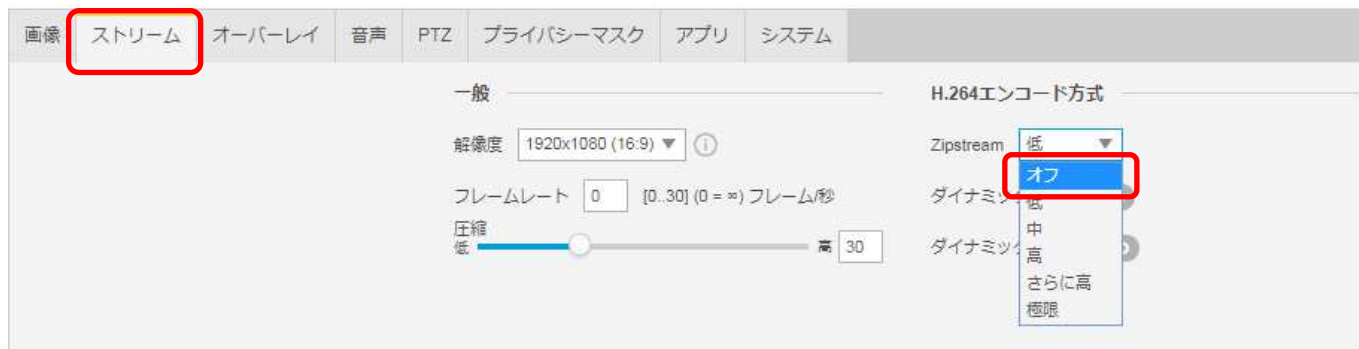 画像 ストリーム オーバーレイ 音声 PTZ プライバシーマスク アプリ システム
一般
解像度 1920x1080 (16:9)
フレームレート 0 [0..30] (0 = ∞) フレーム/秒
圧縮
低 高 30
H.264エンコード方式
Zipstream 低
オフ
低
中
高
さらに高
極限
ダイナミッ
ダイナミッ